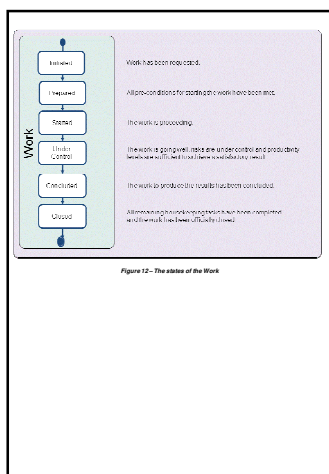 Work
Initiated
Work has been requested.
Prepared
All pre-conditions for starting the work have been met.
Started
The work is proceeding.
Under
Control
The work is going well, risks are under control and productivity
levels are sufficient to achieve a satisfactory result
Concluded
The work to produce the results has been concluded.
Closed
All remaining housekeeping tasks have been completed
and the work has been officially closed
Figure 12 – The states of the Work